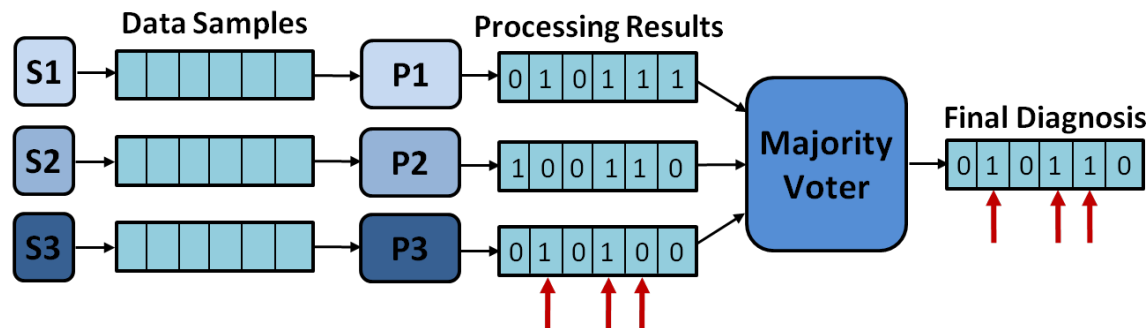 Data Samples
Processing Results
S1
P1
0 1 0 1 1 1
S2
P2
1 0 0 1 1 0
Majority
Voter
Final Diagnosis
0 1 0 1 1 0
S3
P3
0 1 0 1 0 0